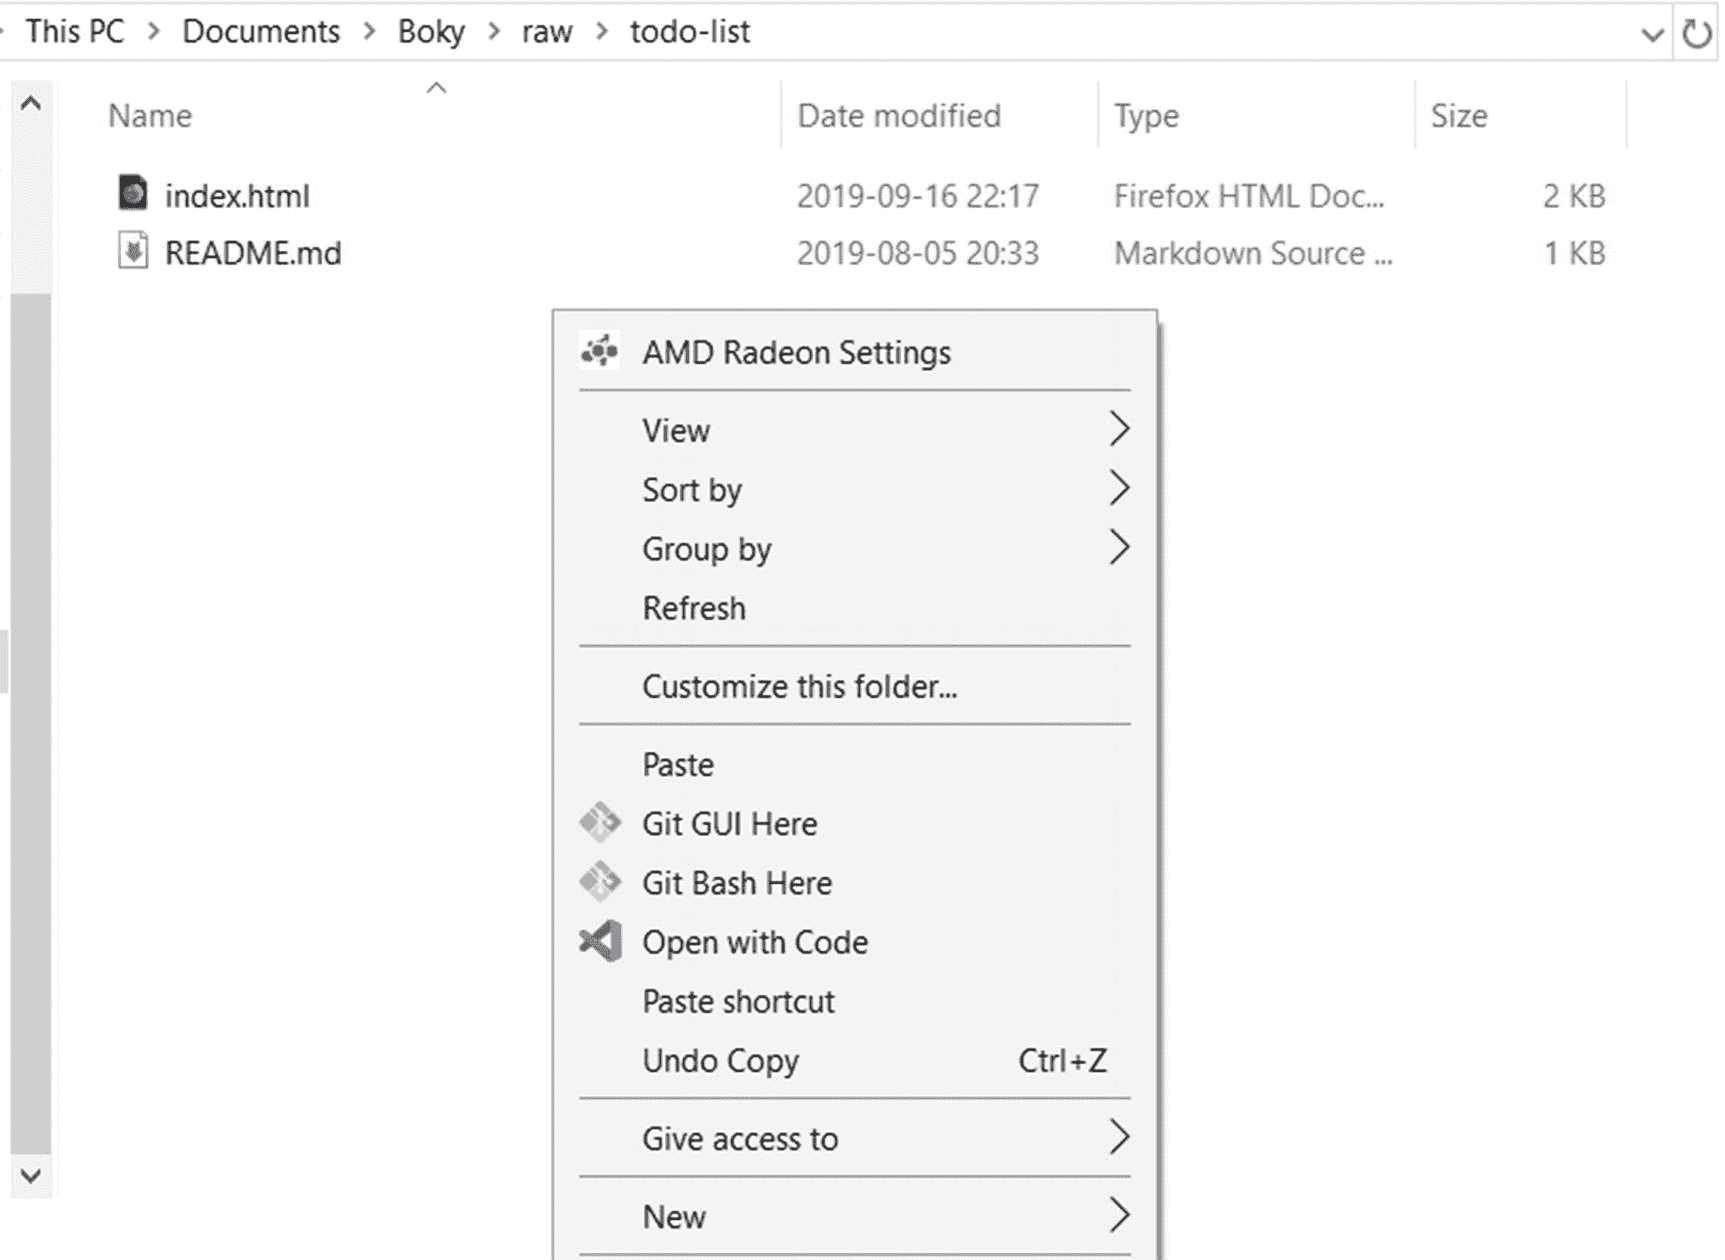 This PC > Documents > Boky > raw > todo-list
Name Date modified Type Size
index.html 2019-09-16 22:17 Firefox HTML Doc... 2 KB
README.md 2019-08-05 20:33 Markdown Source ... 1 KB
AMD Radeon Settings
View
Sort by
Group by
Refresh
Customize this folder...
Paste
Git GUI Here
Git Bash Here
Open with Code
Paste shortcut
Undo Copy Ctrl+Z
Give access to
New